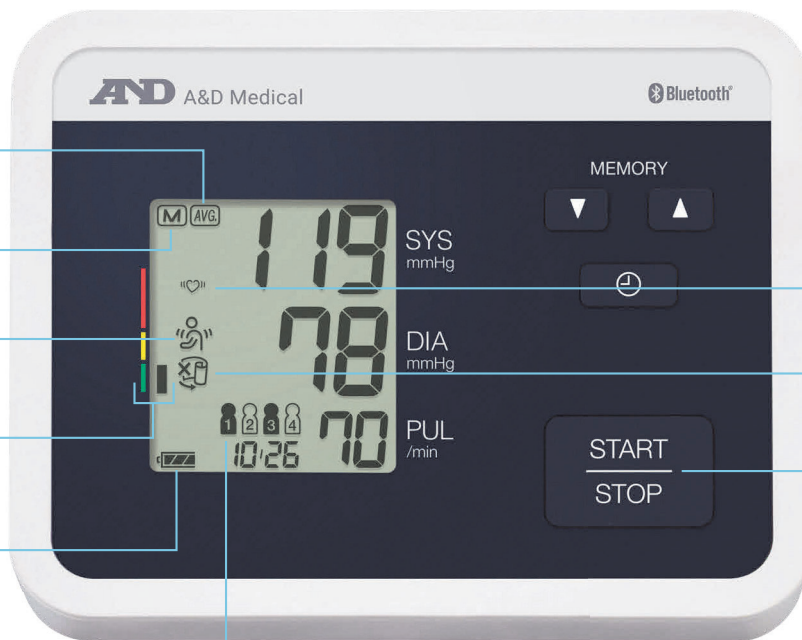 AND A&D Medical
Bluetooth®
MEMORY
M AVG. 119
SYS
mmHg
78
DIA
mmHg
1 2 3 4
10:26
70
PUL
/min
START
STOP